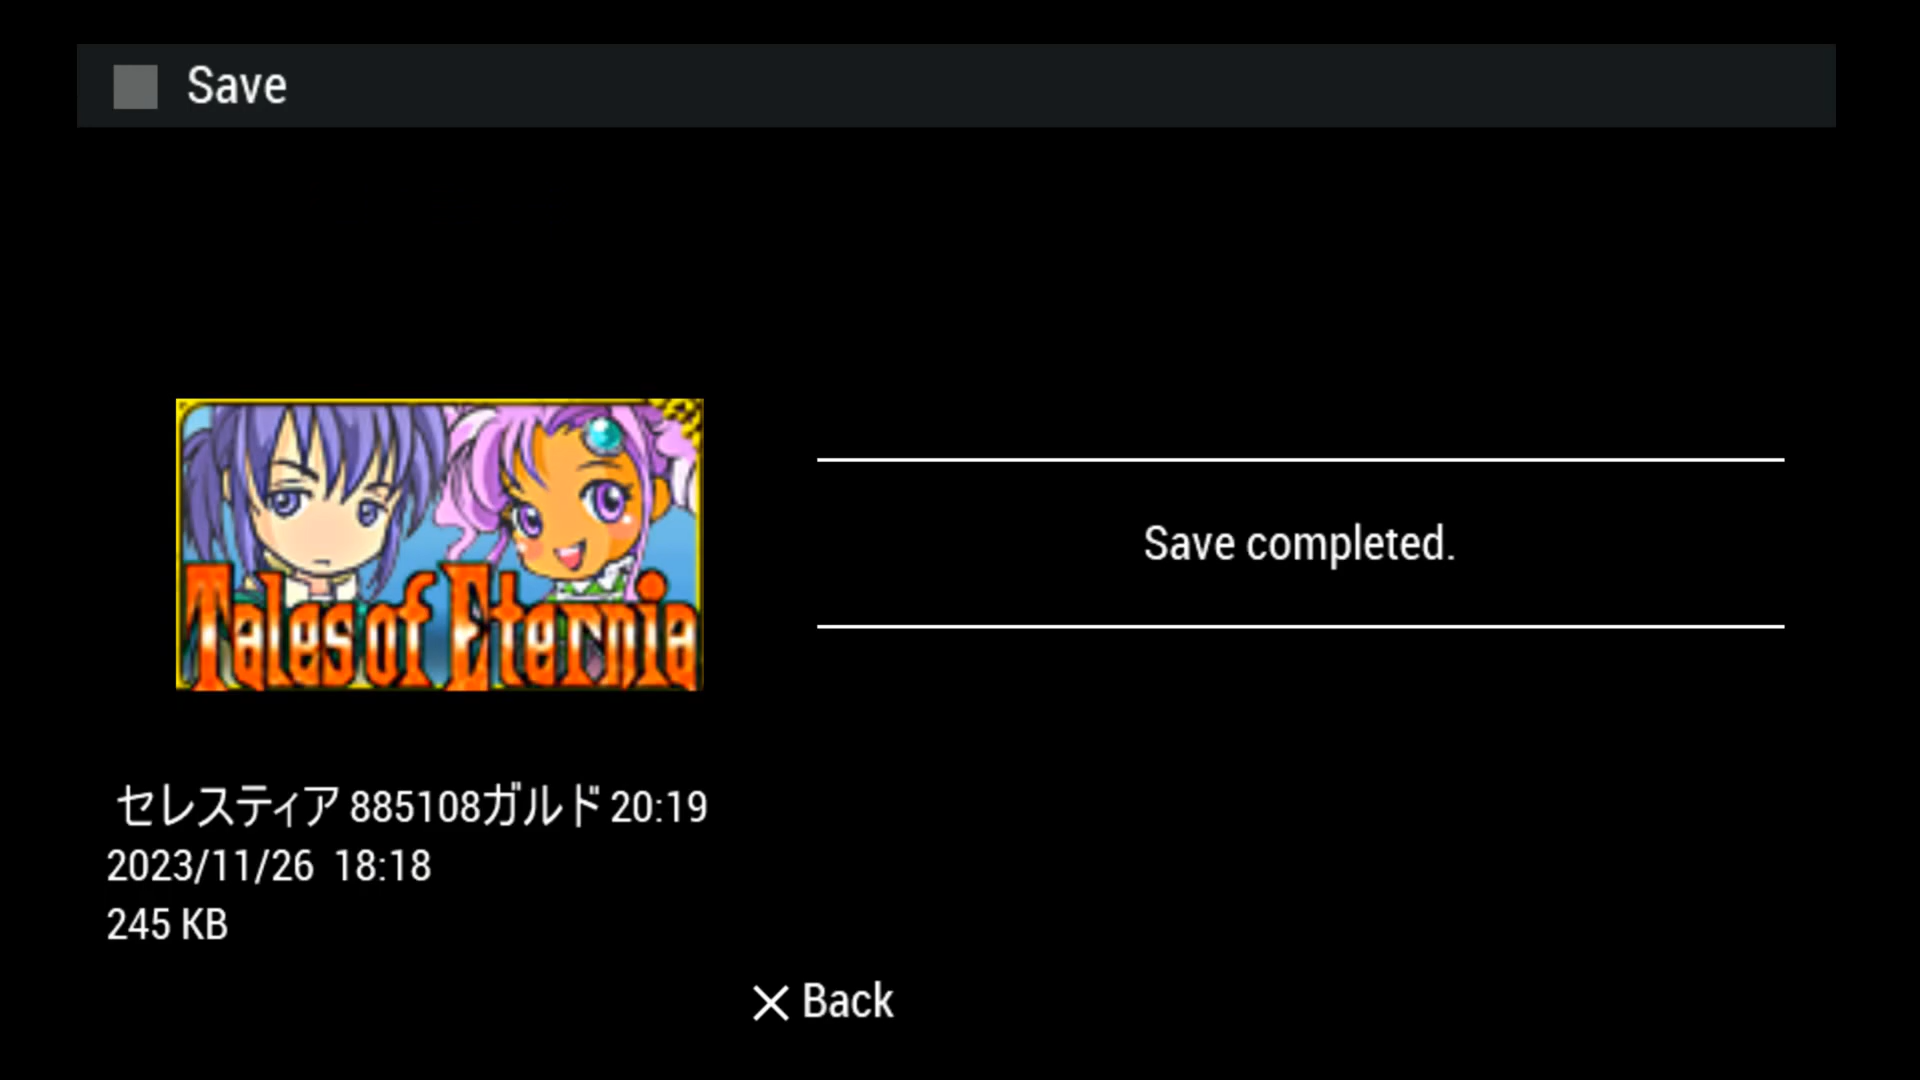 Save
Tales of Eternia
Save completed.
セレスティア 885108ガルド 20:19
2023/11/26 18:18
245 KB
Back